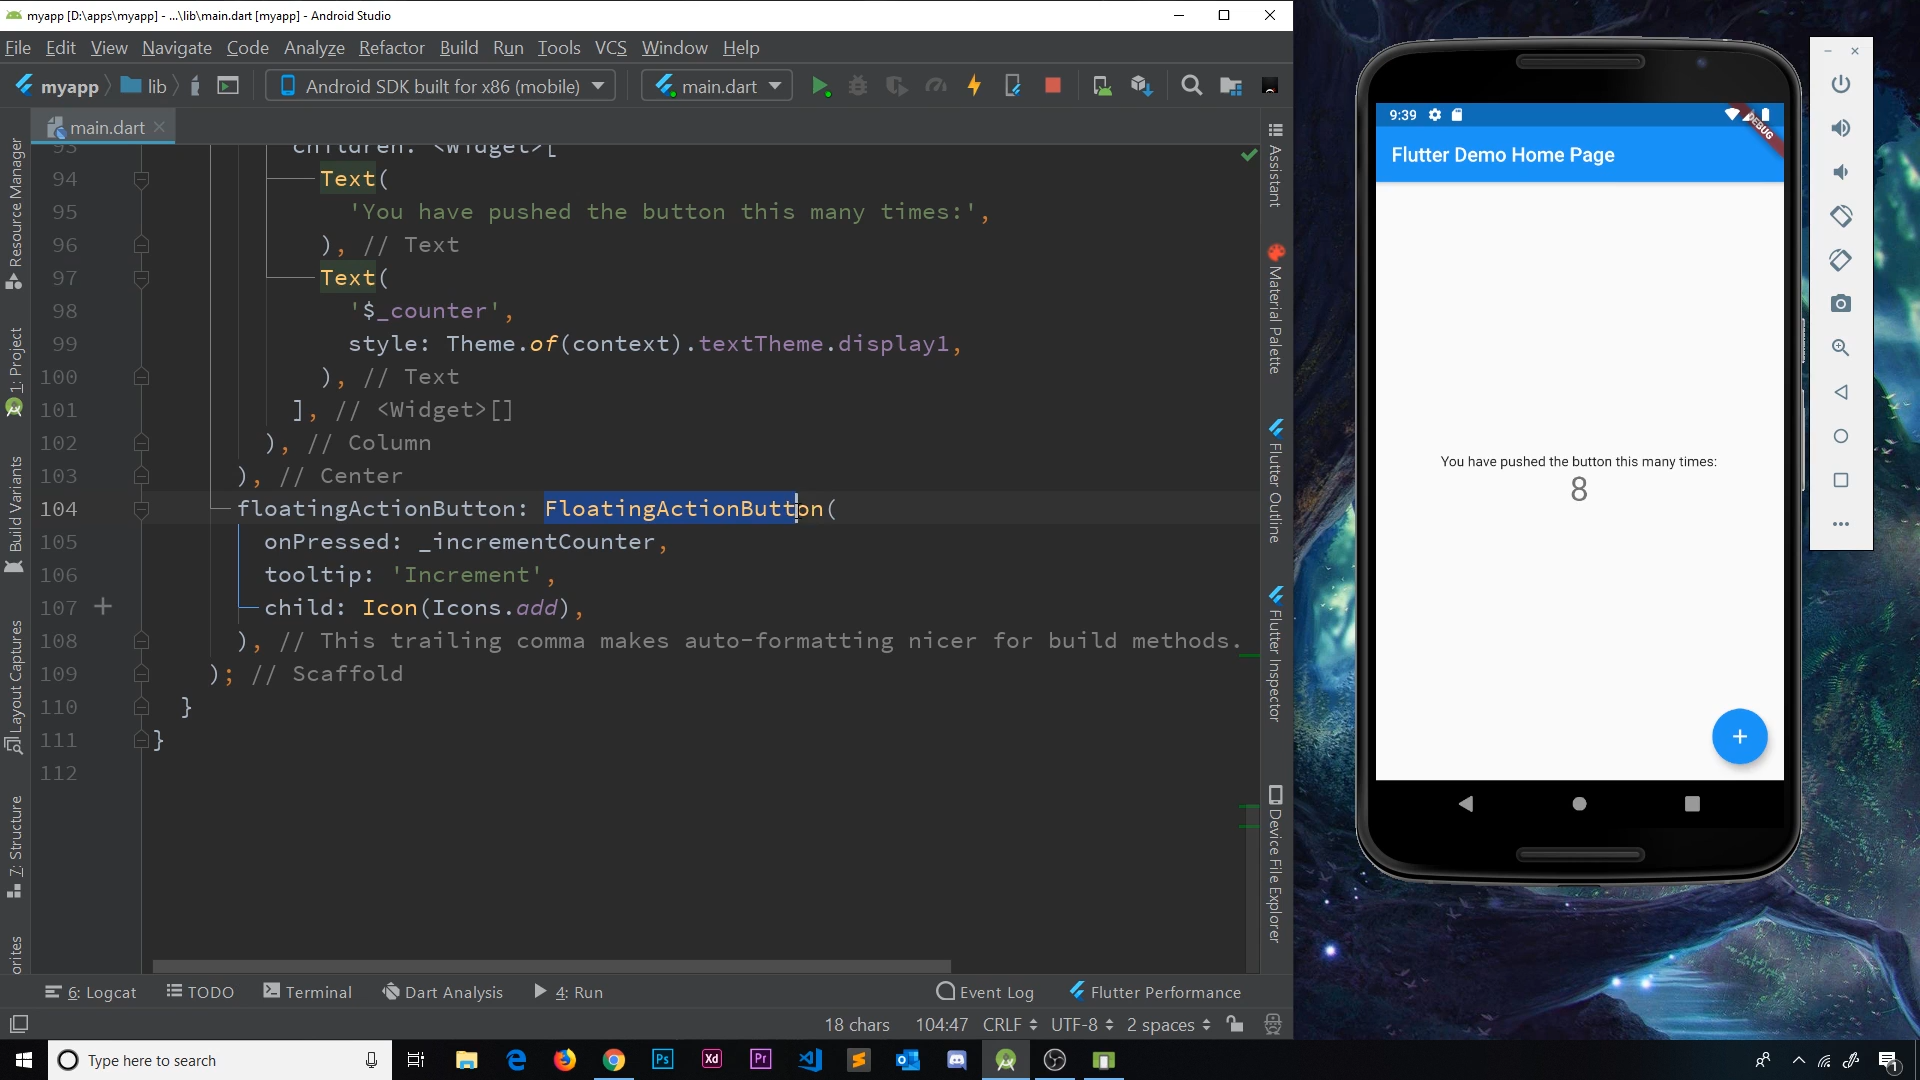 myapp [D:\apps\myapp] - ...\lib\main.dart [myapp] - Android Studio
File Edit View Navigate Code Analyze Refactor Build Run Tools VCS Window Help
myapp lib Android SDK built for x86 (mobile) main.dart
main.dart
93 children: <Widget>[
94 Text(
95 'You have pushed the button this many times:',
96 ), // Text
97 Text(
98 '$_counter',
99 style: Theme.of(context).textTheme.display1,
100 ), // Text
101 ], // <Widget>[]
102 ), // Column
103 ), // Center
104 floatingActionButton: FloatingActionButton(
105 onPressed: _incrementCounter,
106 tooltip: 'Increment',
107 child: Icon(Icons.add),
108 ), // This trailing comma makes auto-formatting nicer for build methods.
109 ); // Scaffold
110 }
111 }
112
Resource Manager
1: Project
Build Variants
Layout Captures
7: Structure
orites
Assistant
Material Palette
Flutter Outline
Flutter Inspector
Device File Explorer
6: Logcat TODO Terminal Dart Analysis 4: Run Event Log Flutter Performance
18 chars 104:47 CRLF UTF-8 2 spaces
9:39
DEBUG
Flutter Demo Home Page
You have pushed the button this many times:
8
Type here to search
Ps
Xd
Pr
1